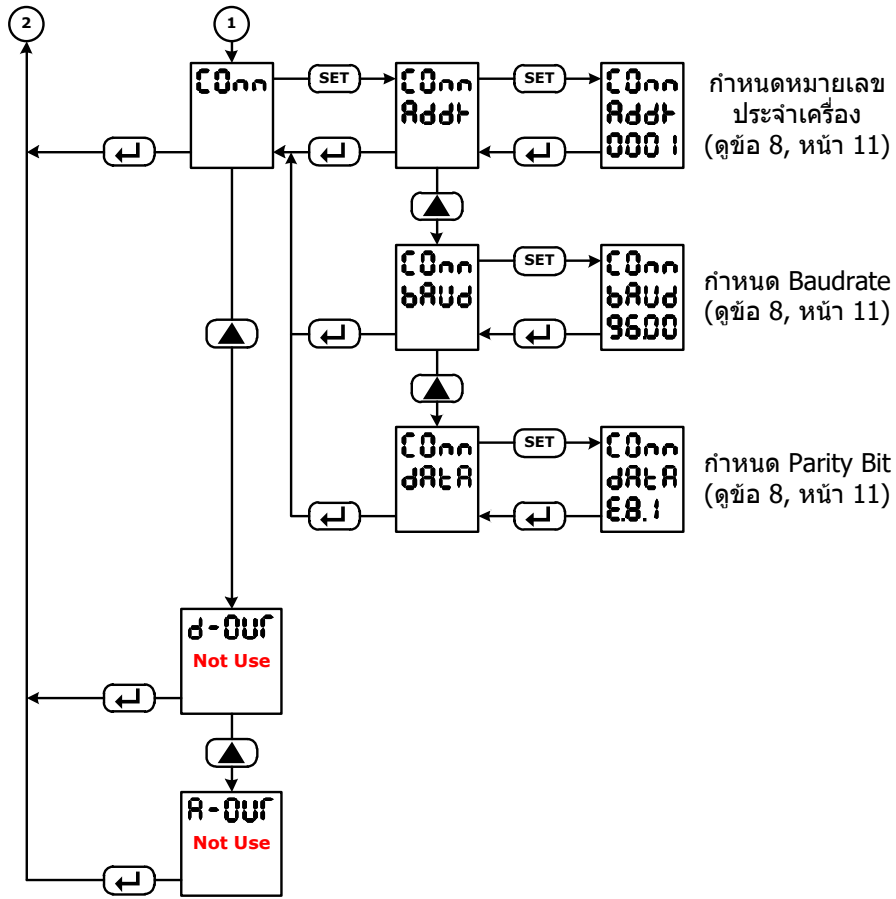 2
1
COnn
SET
COnn
Addr
SET
COnn
Addr
0001
กำหนดหมายเลข
ประจำเครื่อง
(ดูข้อ 8, หน้า 11)
COnn
bAUd
SET
COnn
bAUd
96.00
กำหนด Baudrate
(ดูข้อ 8, หน้า 11)
COnn
dAtA
SET
COnn
dAtA
E.8.1
กำหนด Parity Bit
(ดูข้อ 8, หน้า 11)
d-OUT
Not Use
A-OUT
Not Use